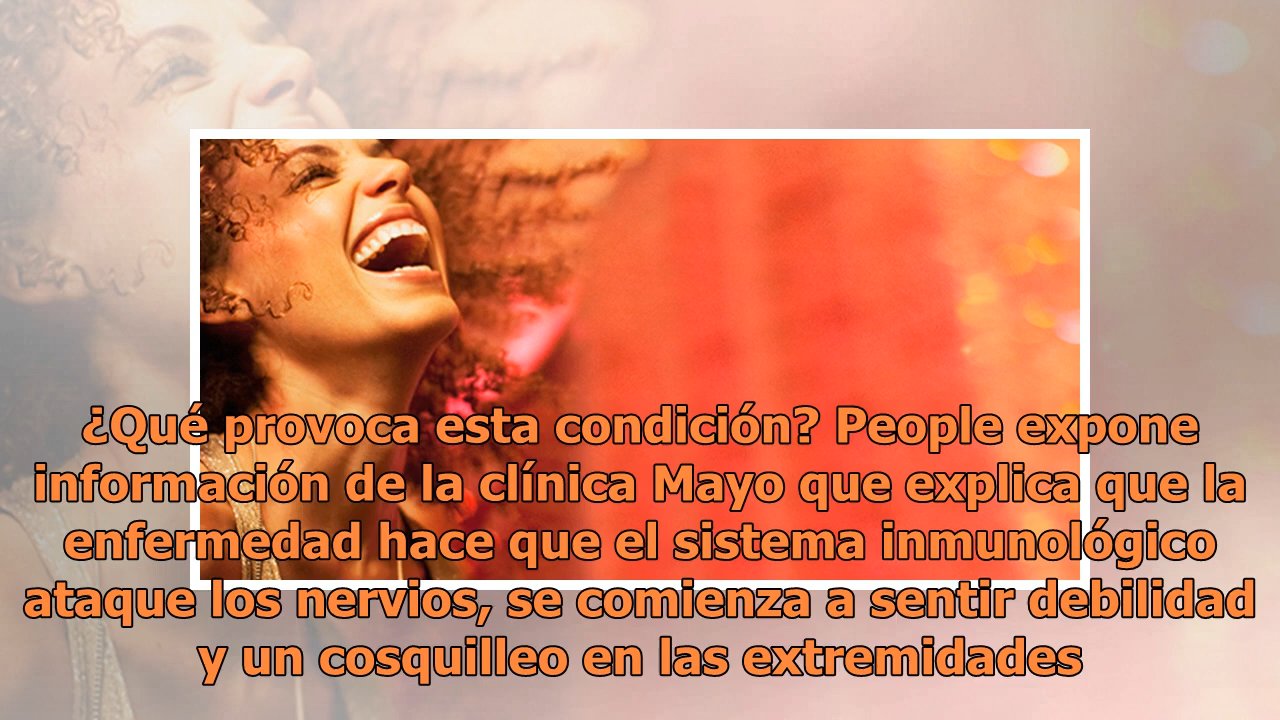 ¿Qué provoca esta condición? People expone
información de la clínica Mayo que explica que la
enfermedad hace que el sistema inmunológico
ataque los nervios, se comienza a sentir debilidad
y un cosquilleo en las extremidades